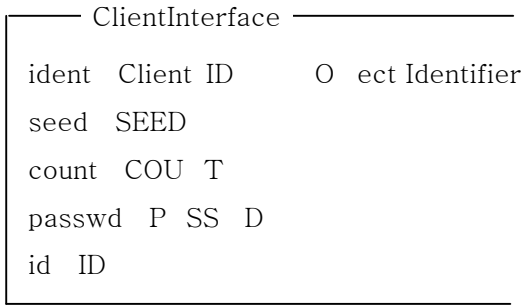 ClientInterface
ident Client ID O ect Identifier
seed SEED
count COU T
passwd P SS D
id ID